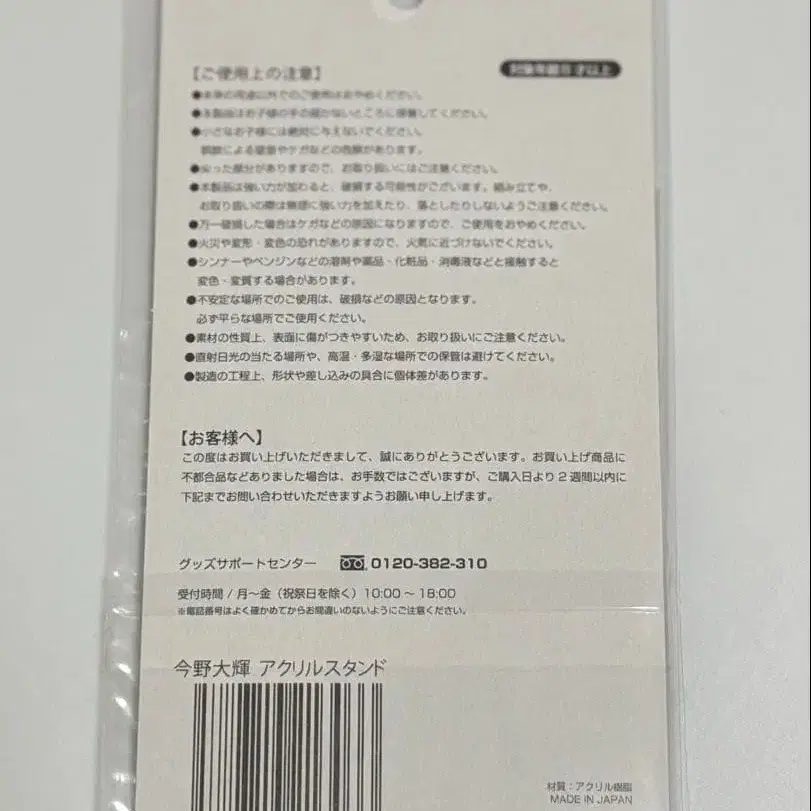 【ご使用上の注意】
対象年齢15才以上
●本来の用途以外でのご使用はおやめください。
●本製品はお子様の手の届かないところに保管してください。
●小さなお子様には絶対に与えないでください。
誤飲による窒息やケガなどの危険があります。
●尖った部分がありますので、お取り扱いにはご注意ください。
●本製品は強い力が加わると、破損する可能性がございます。組み立てや、
お取り扱いの際は無理に強い力を加えたり、落としたりしないようご注意ください。
●万一破損した場合はケガなどの原因になりますので、ご使用をおやめください。
●火災や変形・変色の恐れがありますので、火気に近づけないでください。
●シンナーやベンジンなどの溶剤や薬品・化粧品・消毒液などと接触すると
変色・変質する場合があります。
●不安定な場所でのご使用は、破損などの原因となります。
必ず平らな場所でご使用ください。
●素材の性質上、表面に傷がつきやすいため、お取り扱いにご注意ください。
●直射日光の当たる場所や、高温・多湿な場所での保管は避けてください。
●製造の工程上、形状や差し込みの具合に個体差があります。
【お客様へ】
この度はお買い上げいただきまして、誠にありがとうございます。お買い上げ商品に
不都合品などありました場合は、お手数ではございますが、ご購入日より2週間以内に
下記までお問い合わせいただきますようお願い申し上げます。
グッズサポートセンター 0120-382-310
受付時間/月〜金（祝祭日を除く）10:00〜18:00
※電話番号はよく確かめてからお間違いのないようにご注意ください。
今野大輝 アクリルスタンド
材質：アクリル樹脂
MADE IN JAPAN